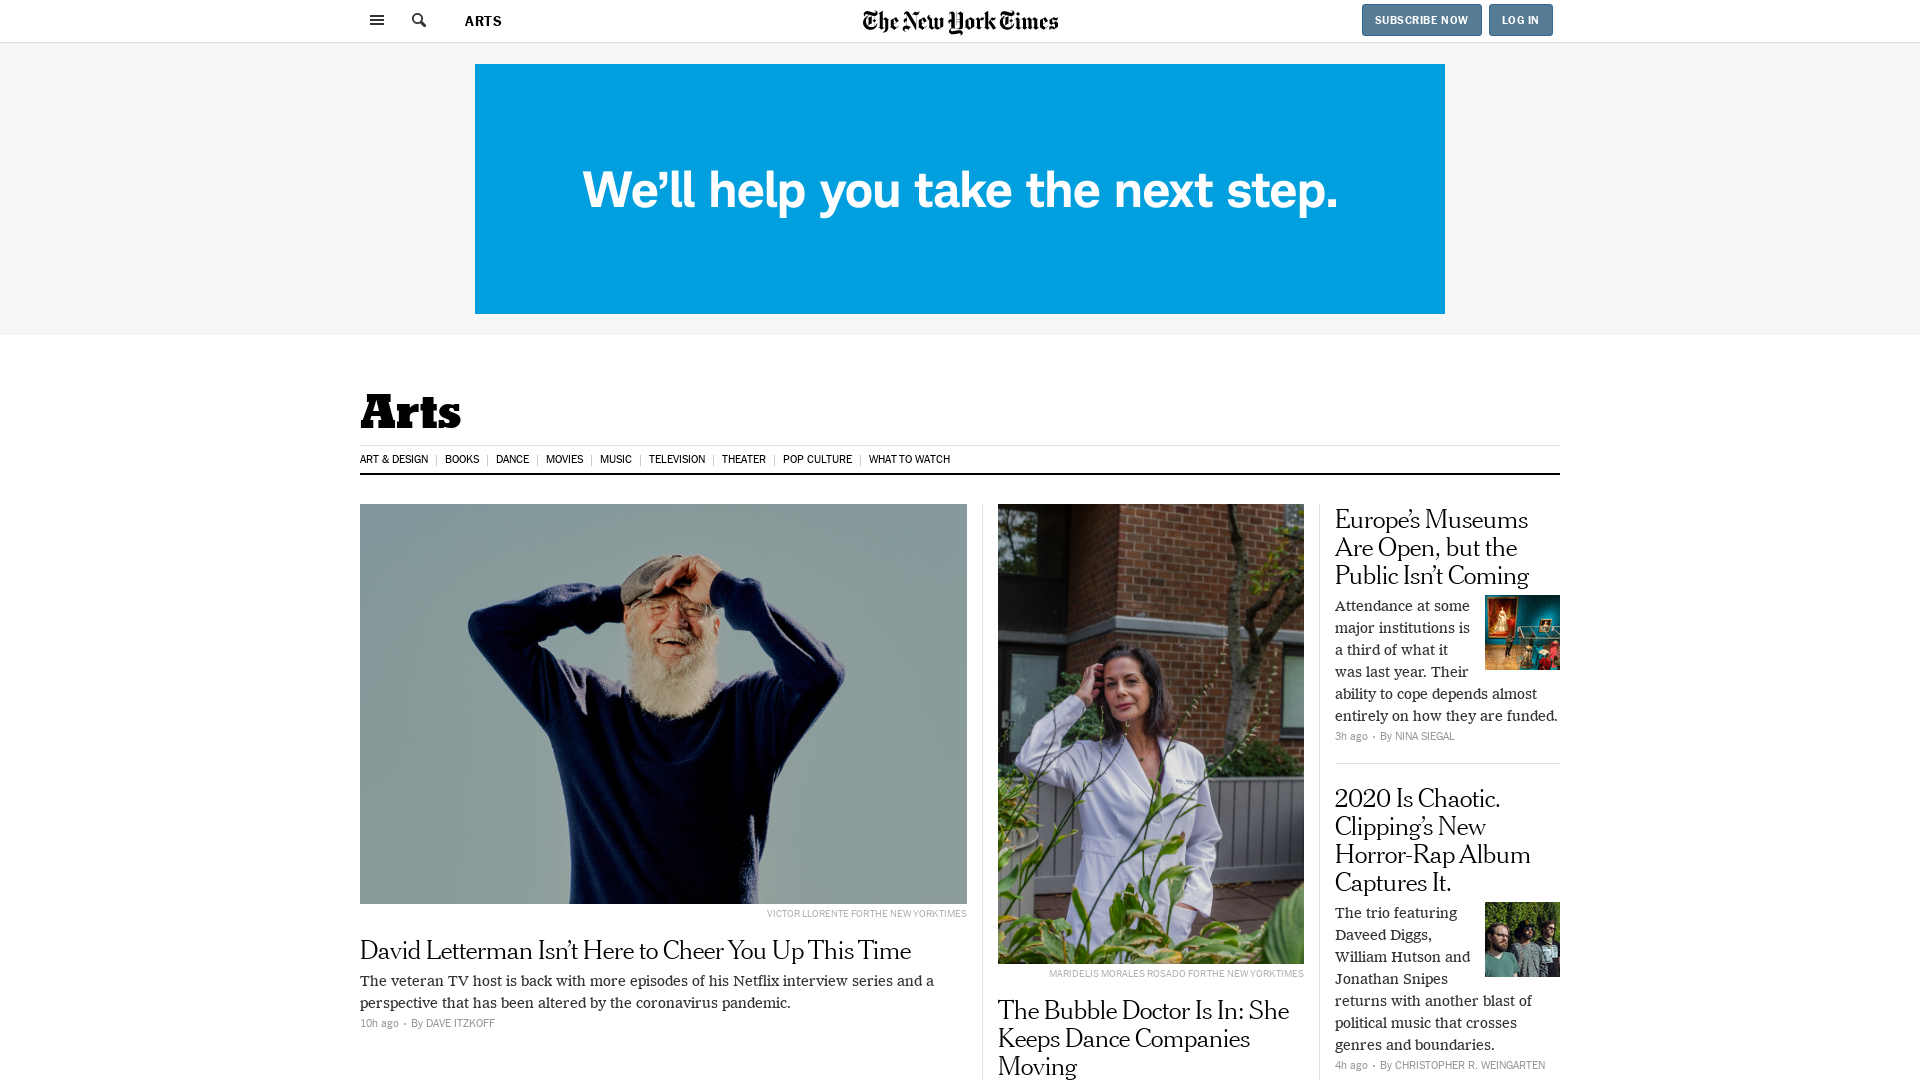 ARTS
The New York Times
SUBSCRIBE NOW
LOG IN
We’ll help you take the next step.
Arts
ART & DESIGN
BOOKS
DANCE
MOVIES
MUSIC
TELEVISION
THEATER
POP CULTURE
WHAT TO WATCH
VICTOR LLORENTE FOR THE NEW YORK TIMES
David Letterman Isn’t Here to Cheer You Up This Time
The veteran TV host is back with more episodes of his Netflix interview series and a
perspective that has been altered by the coronavirus pandemic.
10h ago • By DAVE ITZKOFF
MARIDELIS MORALES ROSADO FOR THE NEW YORK TIMES
The Bubble Doctor Is In: She
Keeps Dance Companies
Moving
Europe’s Museums
Are Open, but the
Public Isn’t Coming
Attendance at some
major institutions is
a third of what it
was last year. Their
ability to cope depends almost
entirely on how they are funded.
3h ago • By NINA SIEGAL
2020 Is Chaotic.
Clipping’s New
Horror-Rap Album
Captures It.
The trio featuring
Daveed Diggs,
William Hutson and
Jonathan Snipes
returns with another blast of
political music that crosses
genres and boundaries.
4h ago • By CHRISTOPHER R. WEINGARTEN